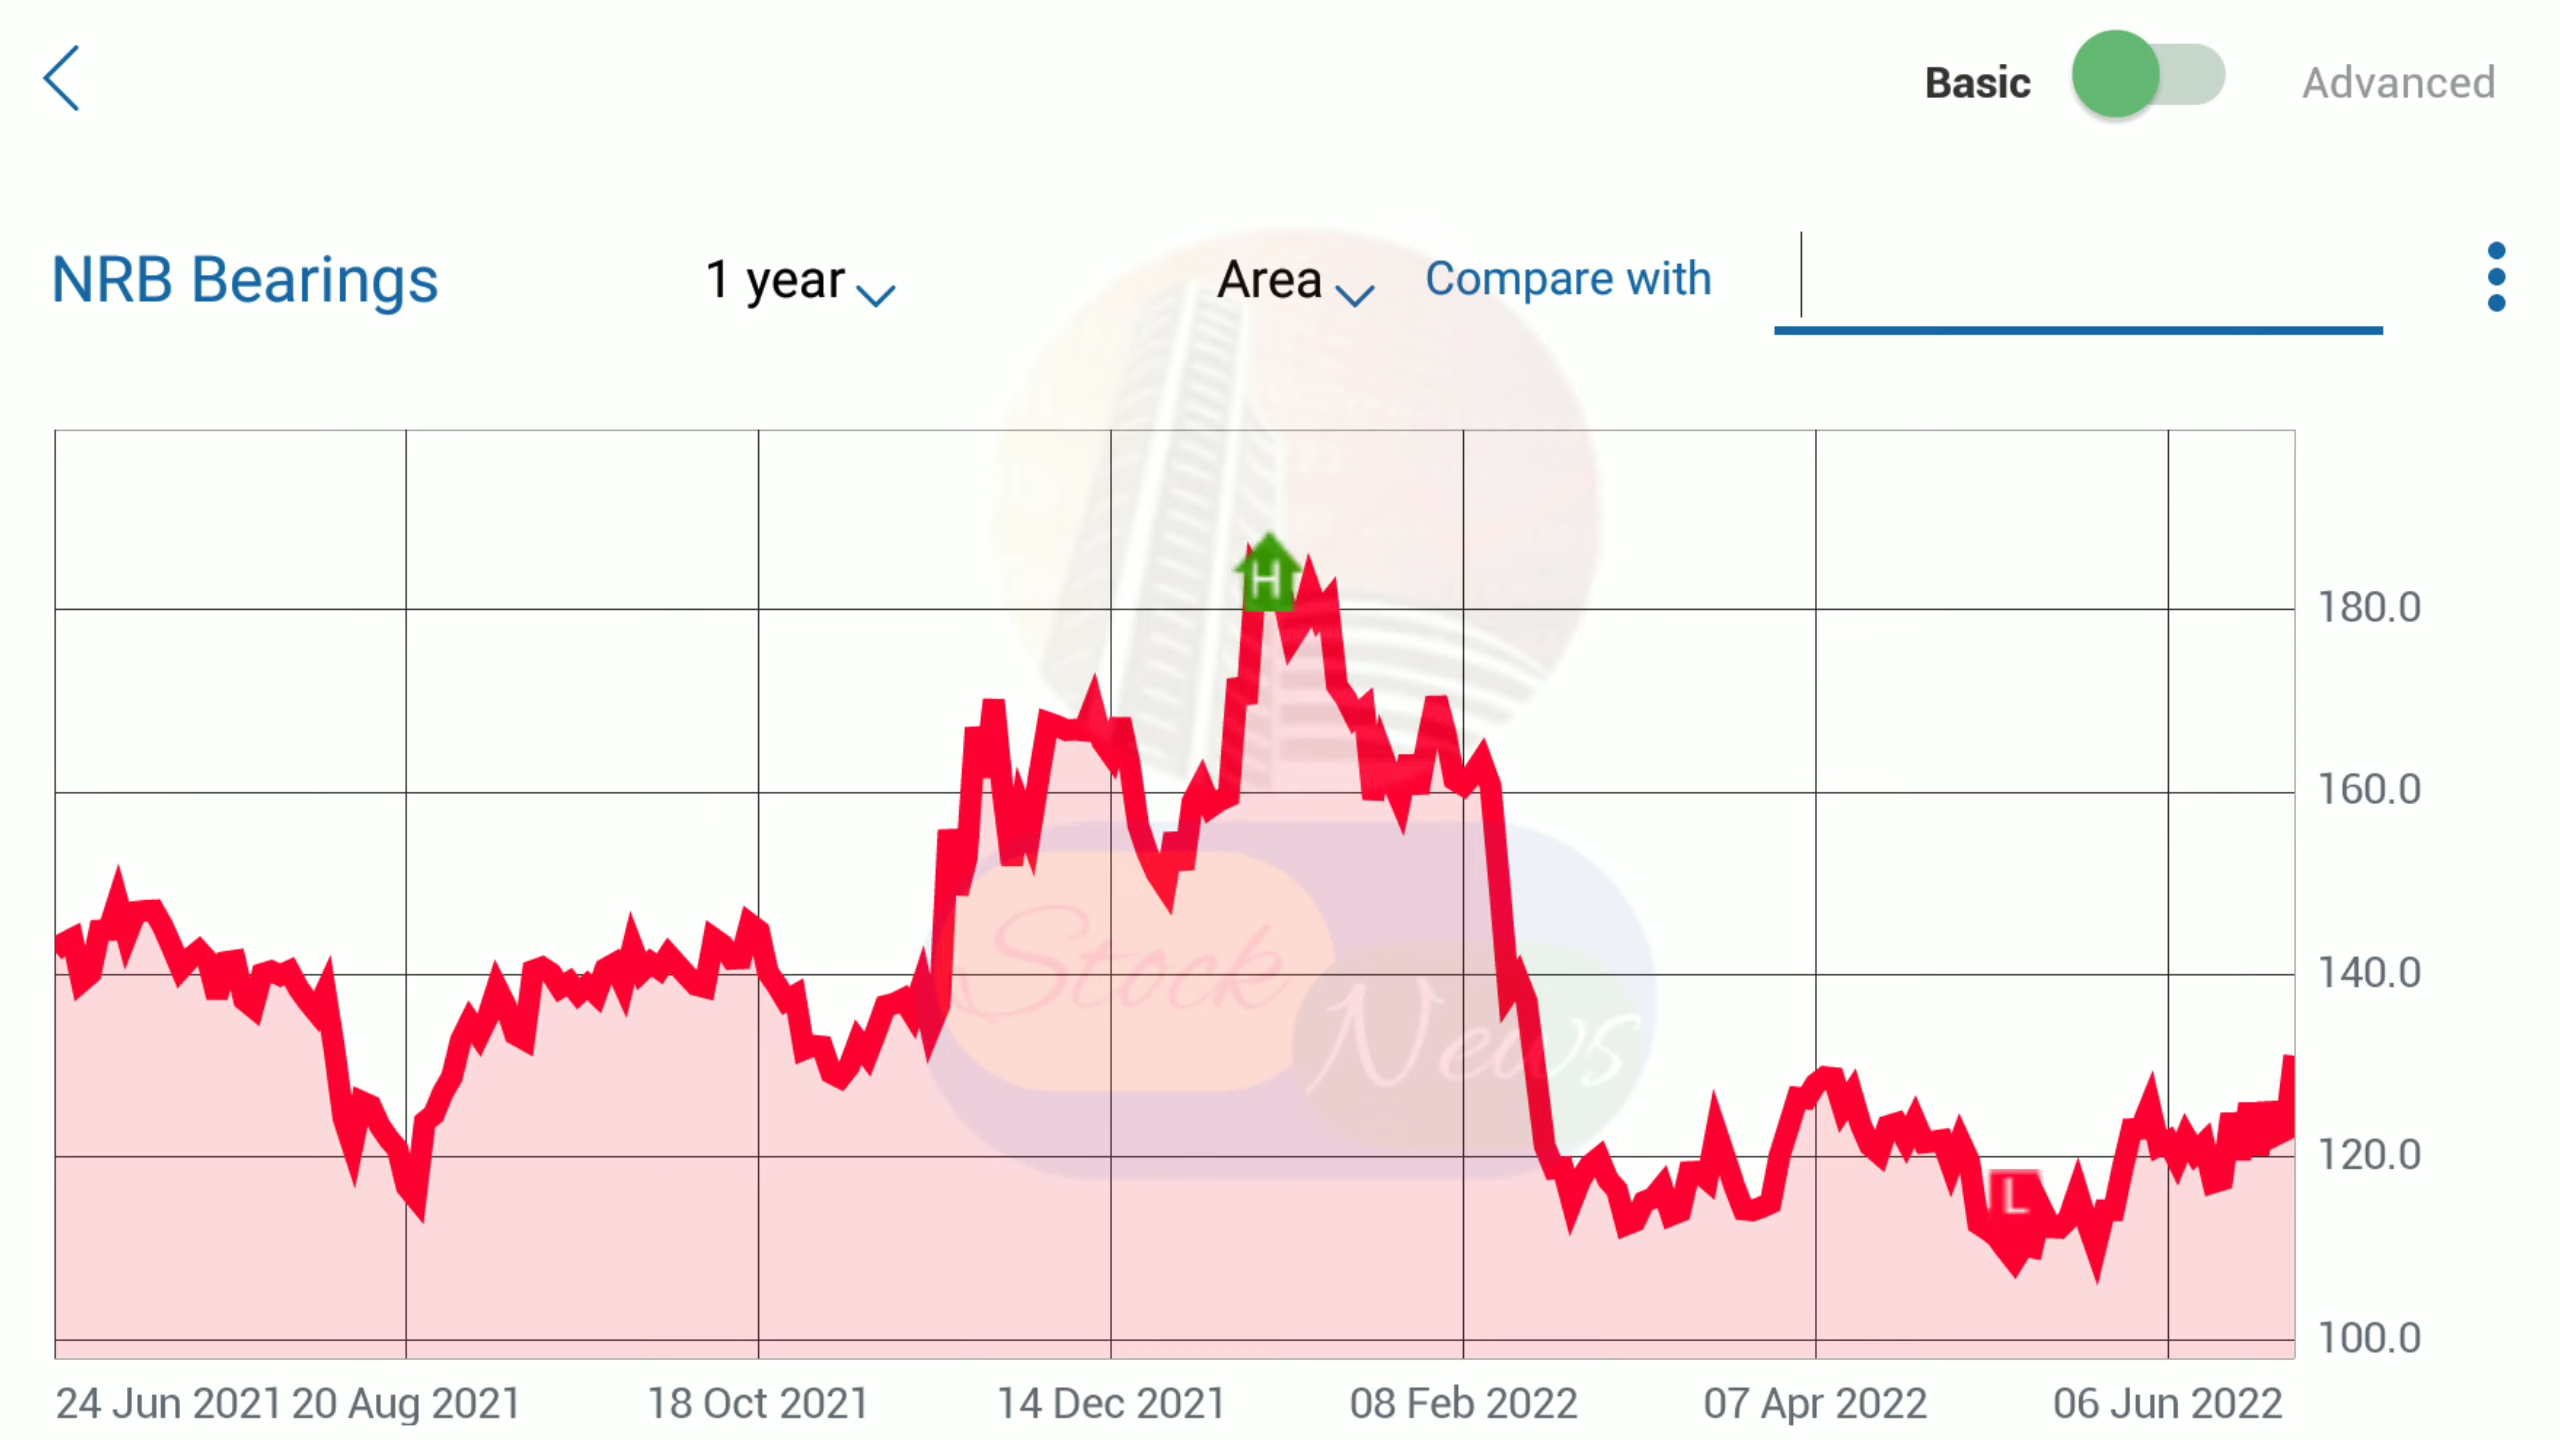 Basic Advanced
NRB Bearings 1 year Area Compare with
H
180.0
160.0
Stock
140.0
News
120.0
L
100.0
24 Jun 2021 20 Aug 2021 18 Oct 2021 14 Dec 2021 08 Feb 2022 07 Apr 2022 06 Jun 2022